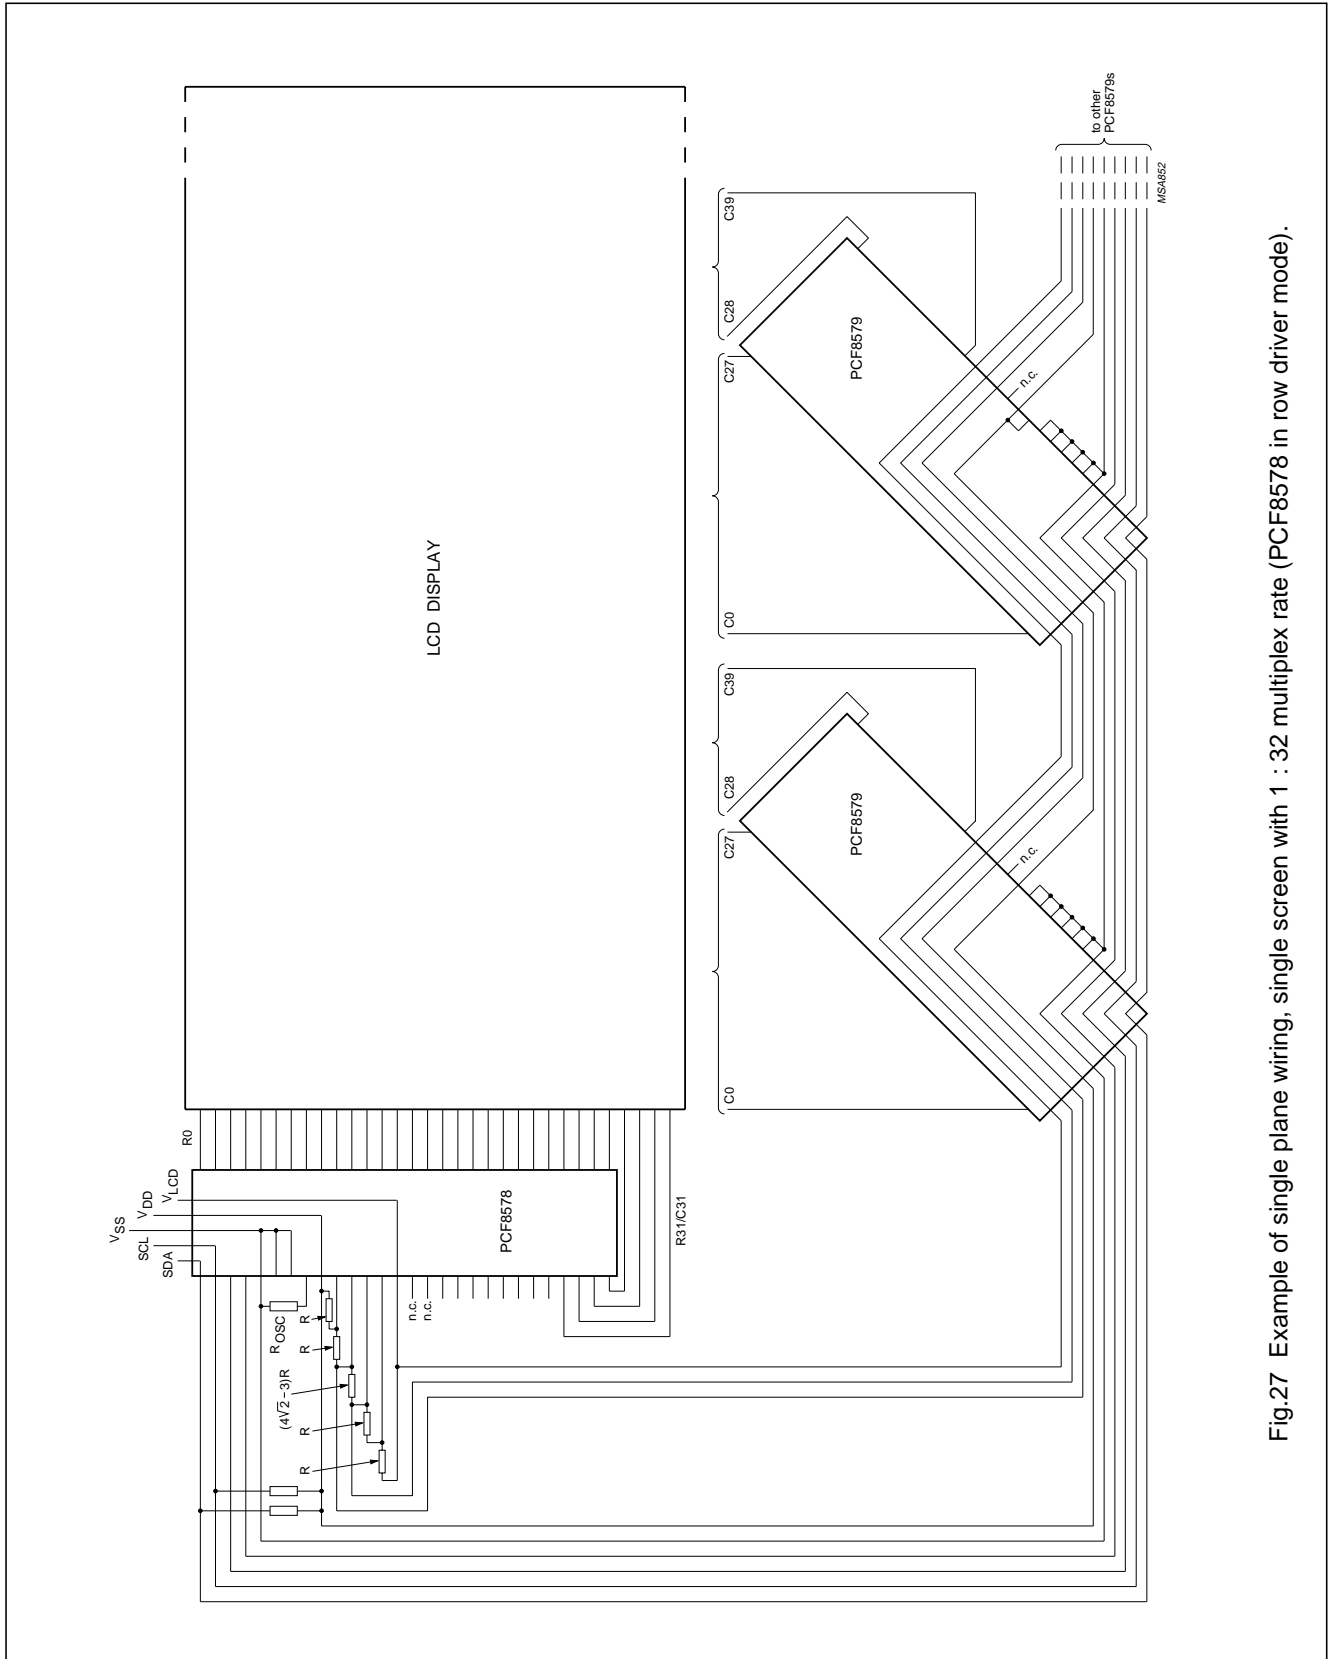 LCD DISPLAY
VSS
SCL
SDA
VDD
VLCD
R0
PCF8578
R31/C31
ROSC
R
R
(4√2 − 3)R
R
R
n.c.
n.c.
C0
C27
C28
C39
PCF8579
n.c.
C0
C27
C28
C39
PCF8579
n.c.
to other
PCF8579s
MSA852
Fig.27 Example of single plane wiring, single screen with 1 : 32 multiplex rate (PCF8578 in row driver mode).